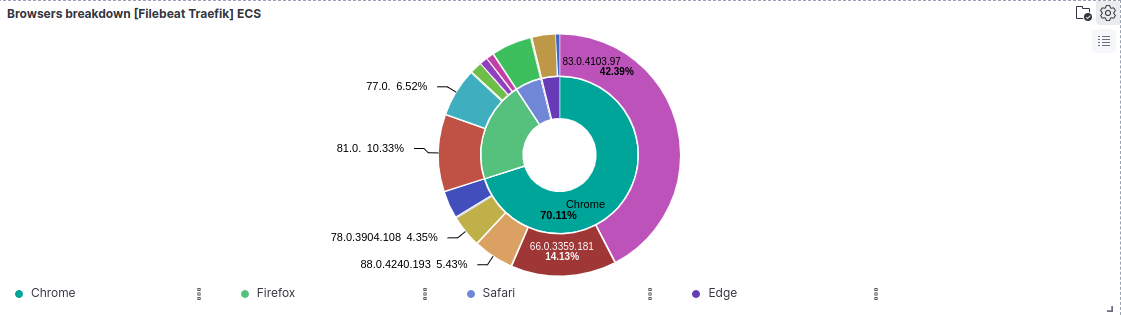 Browsers breakdown [Filebeat Traefik] ECS
83.0.4103.97
42.39%
77.0. 6.52%
81.0. 10.33%
Chrome
70.11%
78.0.3904.108 4.35%
66.0.3359.181
14.13%
88.0.4240.193 5.43%
Chrome
Firefox
Safari
Edge